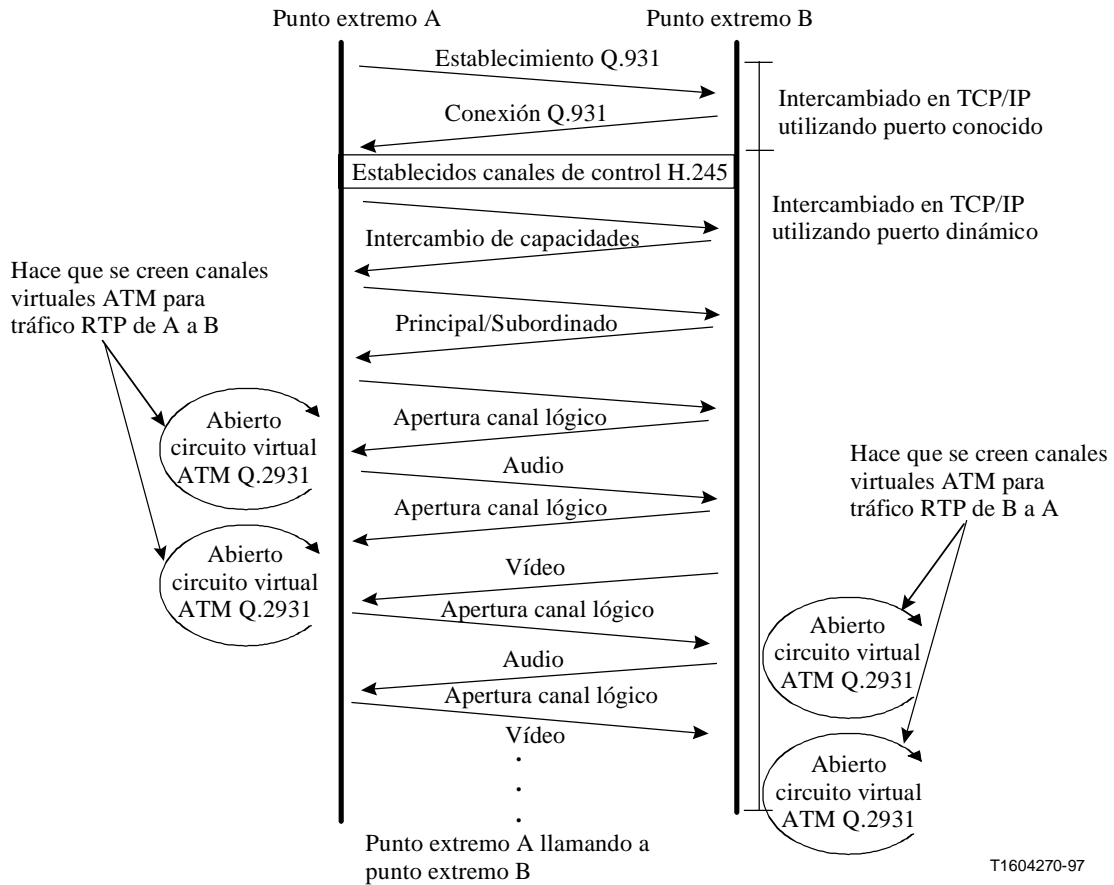 Punto extremo A
Punto extremo B
Establecimiento Q.931
Conexión Q.931
Intercambiado en TCP/IP
utilizando puerto conocido
Establecidos canales de control H.245
Intercambiado en TCP/IP
utilizando puerto dinámico
Intercambio de capacidades
Hace que se creen canales
virtuales ATM para
tráfico RTP de A a B
Principal/Subordinado
Apertura canal lógico
Abierto
circuito virtual
ATM Q.2931
Audio
Apertura canal lógico
Hace que se creen canales
virtuales ATM para
tráfico RTP de B a A
Abierto
circuito virtual
ATM Q.2931
Vídeo
Apertura canal lógico
Abierto
circuito virtual
ATM Q.2931
Audio
Apertura canal lógico
Vídeo
Abierto
circuito virtual
ATM Q.2931
Punto extremo A llamando a
punto extremo B
T1604270-97